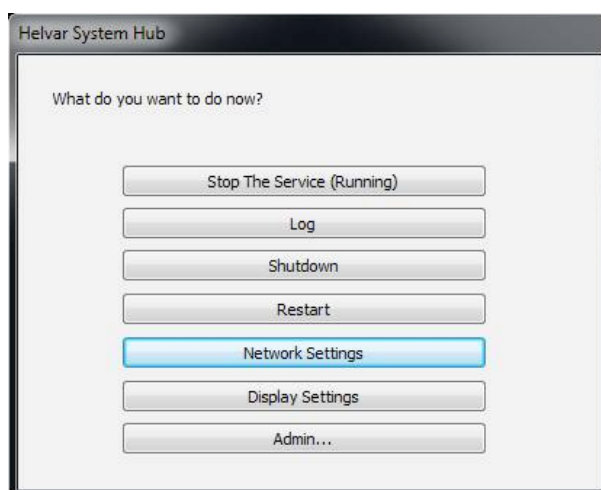 Helvar System Hub
What do you want to do now?
Stop The Service (Running)
Log
Shutdown
Restart
Network Settings
Display Settings
Admin...